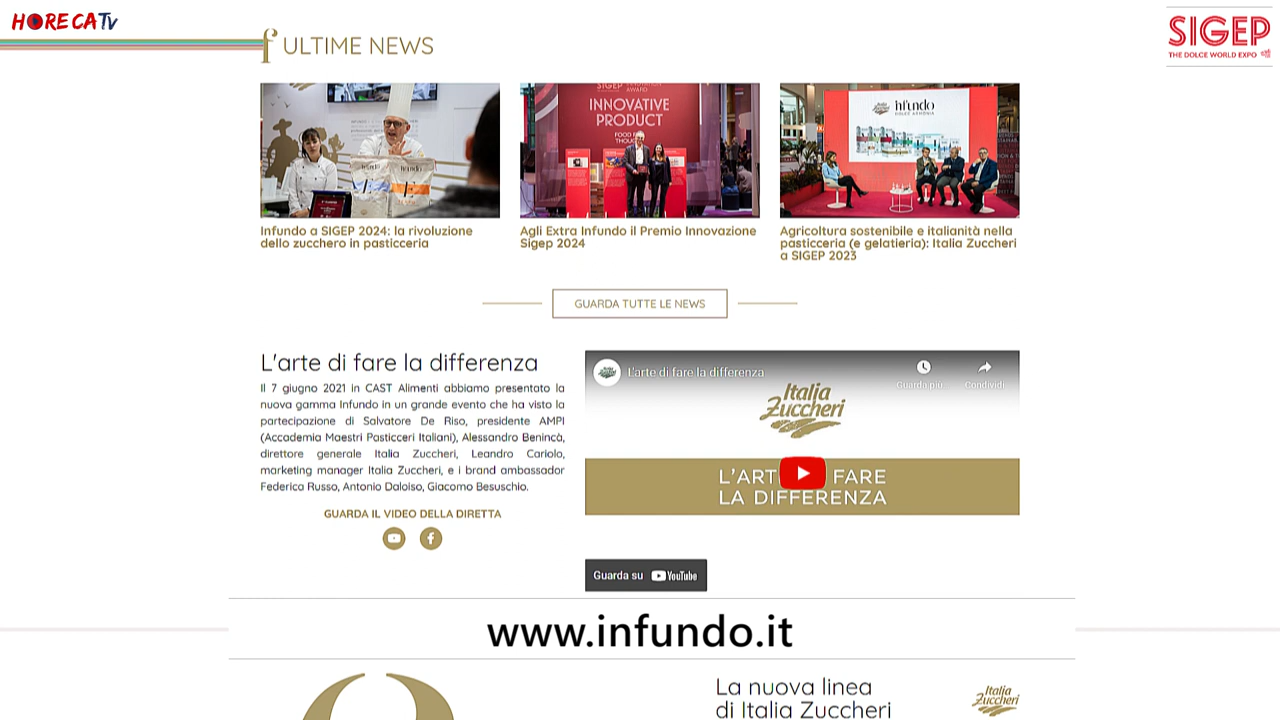 HORECATv
SIGEP
THE DOLCE WORLD EXPO
ULTIME NEWS
SIGEP
AWARD
INNOVATIVE
PRODUCT
infundo
DOLCE ARMONIA
Infundo a SIGEP 2024: la rivoluzione
dello zucchero in pasticceria
Agli Extra Infundo il Premio Innovazione
Sigep 2024
Agricoltura sostenibile e italianità nella
pasticceria (e gelatieria): Italia Zuccheri
a SIGEP 2023
GUARDA TUTTE LE NEWS
L'arte di fare la differenza
Il 7 giugno 2021 in CAST Alimenti abbiamo presentato la
nuova gamma Infundo in un grande evento che ha visto la
partecipazione di Salvatore De Riso, presidente AMPI
(Accademia Maestri Pasticceri Italiani), Alessandro Benincà,
direttore generale Italia Zuccheri, Leandro Cariolo,
marketing manager Italia Zuccheri, e i brand ambassador
Federica Russo, Antonio Daloiso, Giacomo Besuschio.
GUARDA IL VIDEO DELLA DIRETTA
L'arte di fare la differenza
Guarda più
Condividi
Italia
Zuccheri
L'ART FARE
LA DIFFERENZA
Guarda su YouTube
www.infundo.it
La nuova linea
di Italia Zuccheri
Italia
Zuccheri